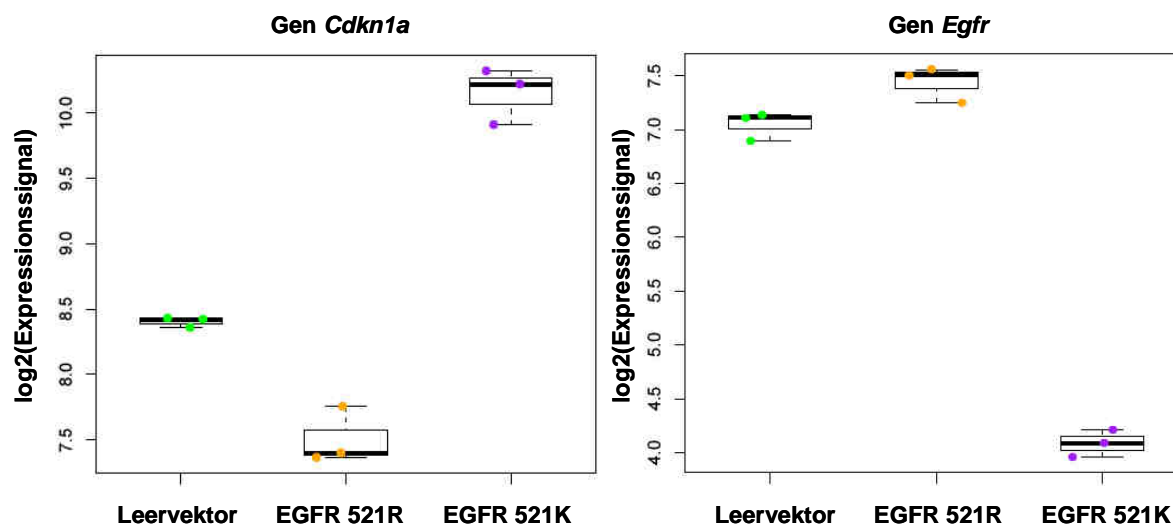 Gen Cdkn1a
log2(Expressionssignal)
10.0
9.5
9.0
8.5
8.0
7.5
Leervektor EGFR 521R EGFR 521K
Gen Egfr
log2(Expressionssignal)
7.5
7.0
6.5
6.0
5.5
5.0
4.5
4.0
Leervektor EGFR 521R EGFR 521K